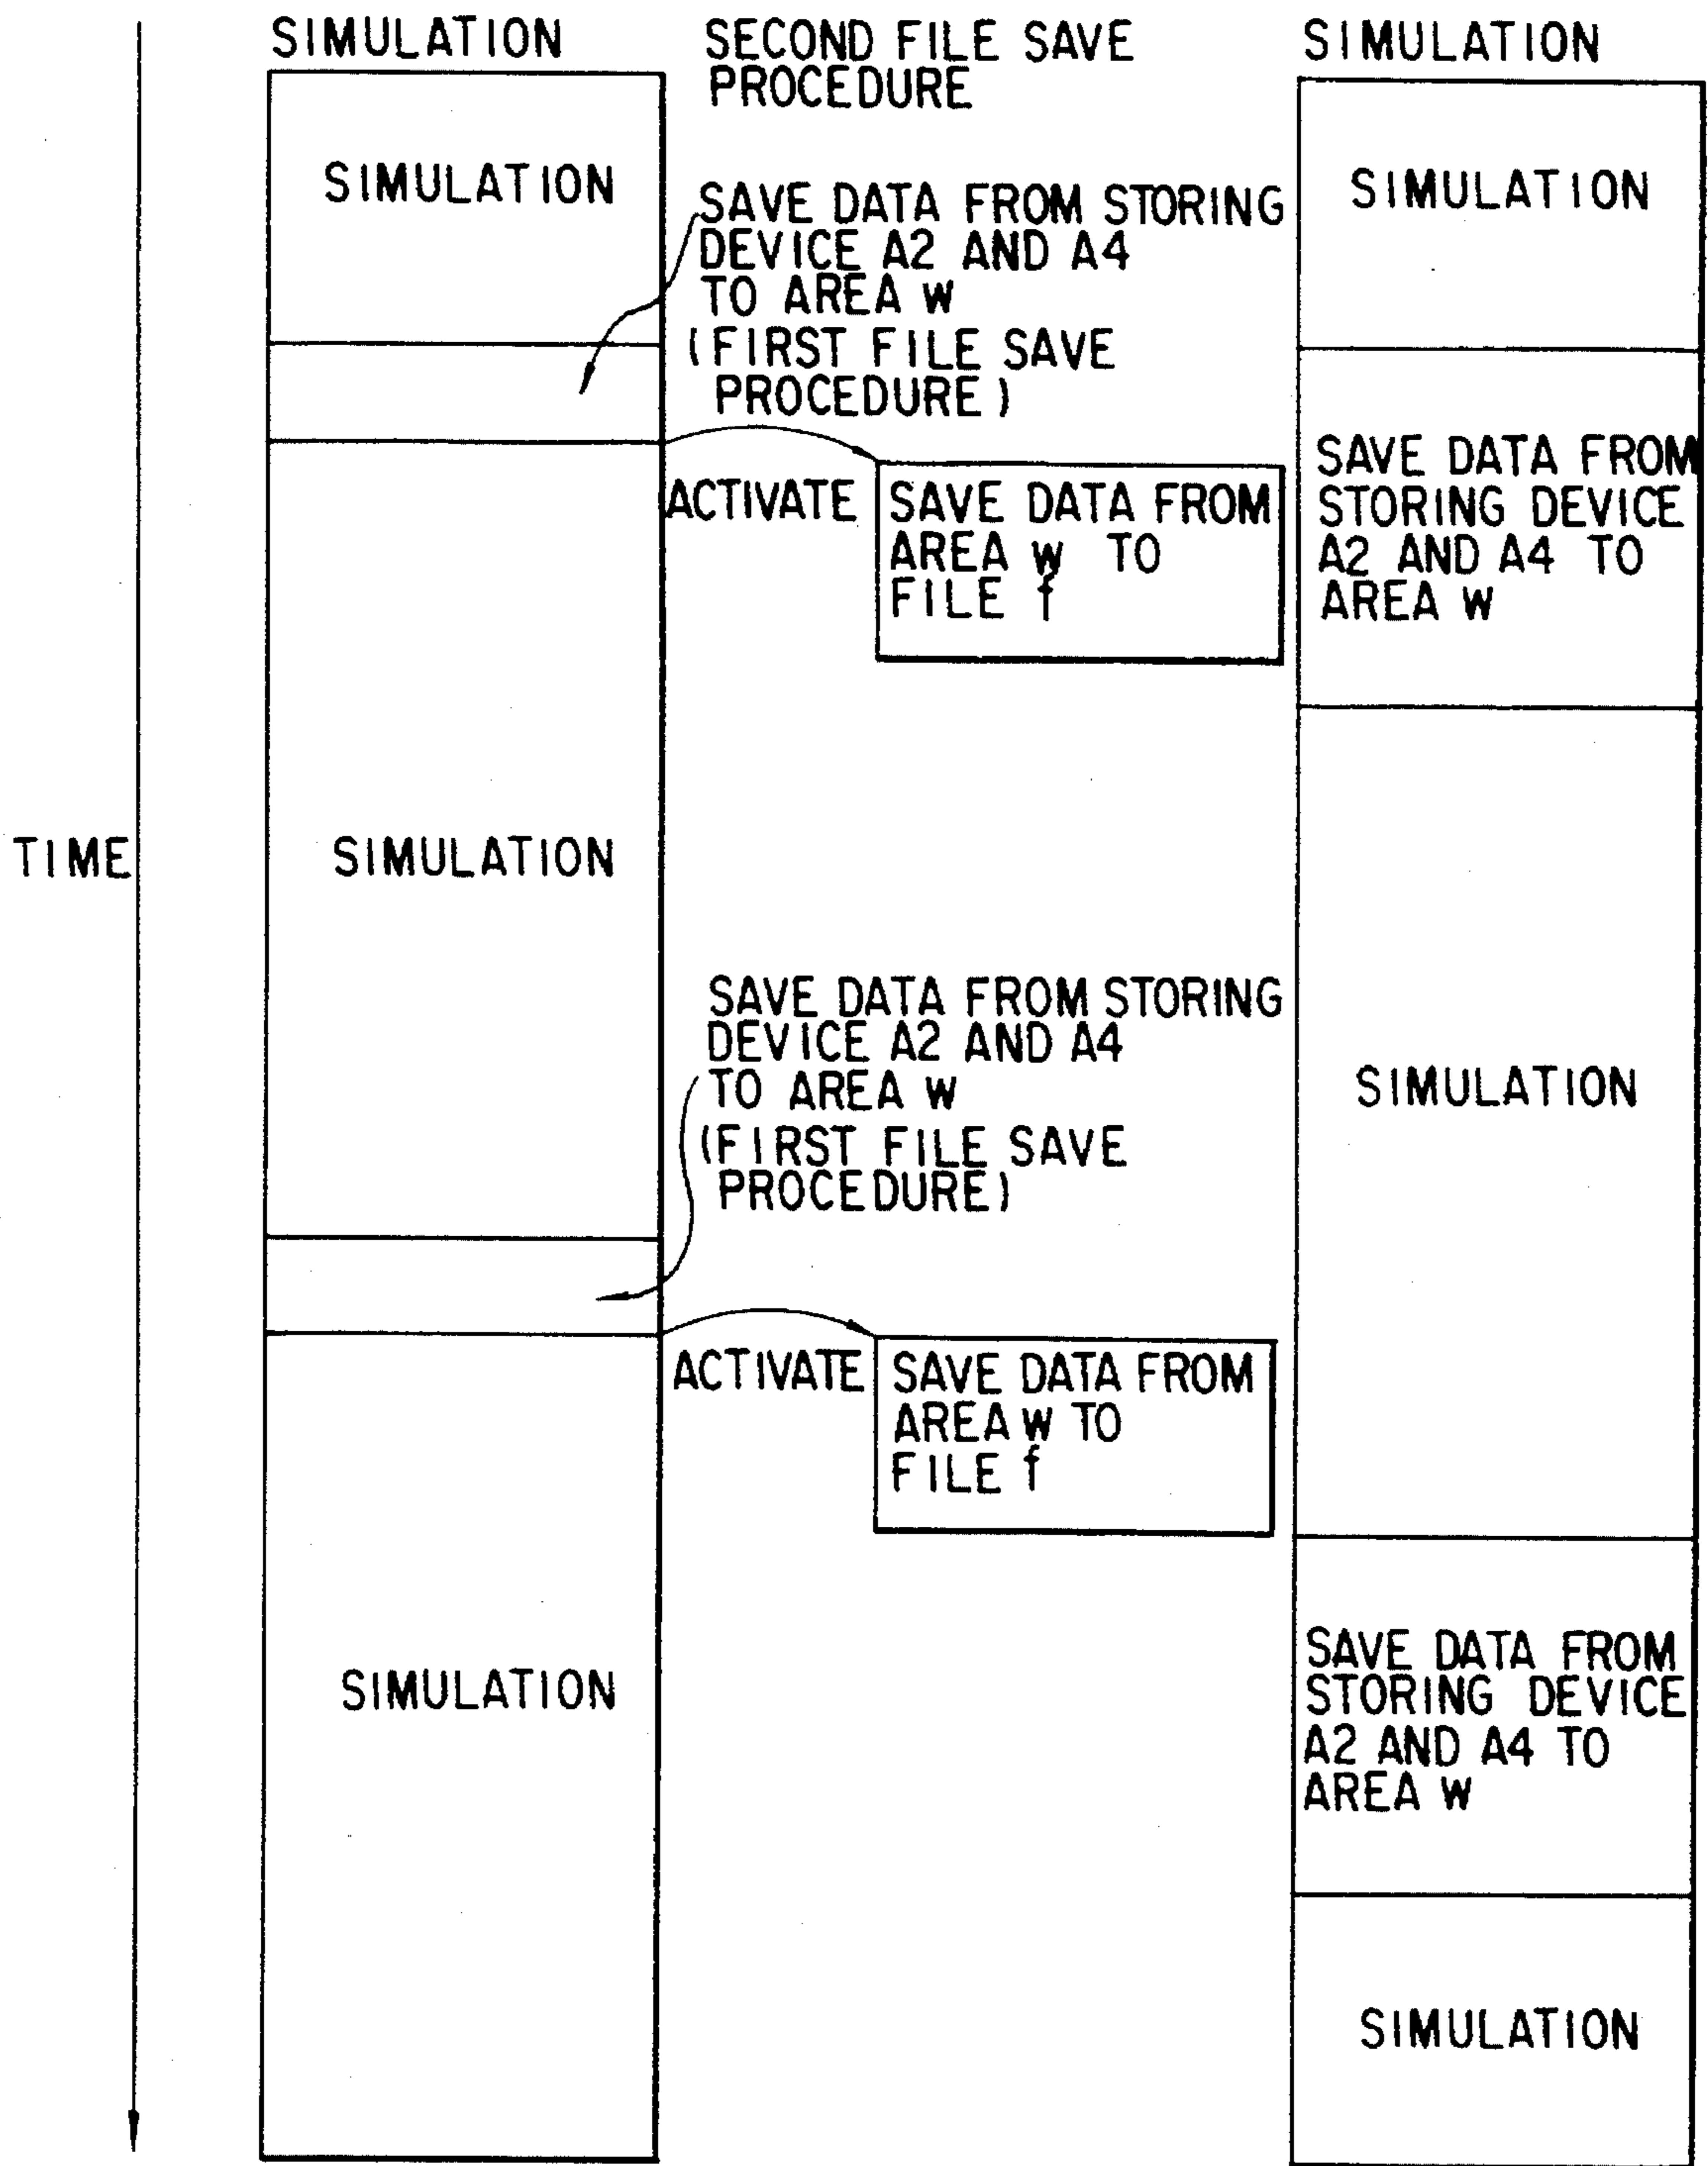 SIMULATION
SECOND FILE SAVE
PROCEDURE
SIMULATION
SIMULATION
SAVE DATA FROM STORING
DEVICE A2 AND A4
TO AREA W
(FIRST FILE SAVE
PROCEDURE)
SIMULATION
ACTIVATE
SAVE DATA FROM
AREA W TO
FILE f
SAVE DATA FROM
STORING DEVICE
A2 AND A4 TO
AREA W
TIME
SIMULATION
SAVE DATA FROM STORING
DEVICE A2 AND A4
TO AREA W
(FIRST FILE SAVE
PROCEDURE)
SIMULATION
ACTIVATE
SAVE DATA FROM
AREA W TO
FILE f
SIMULATION
SAVE DATA FROM
STORING DEVICE
A2 AND A4 TO
AREA W
SIMULATION